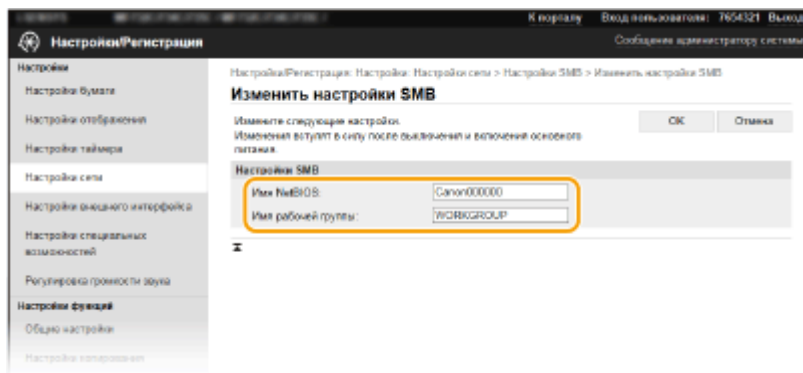 К порталу Вход пользователя: 7654321 Выход
Настройки/Регистрация
Сообщение администратору системы
Настройки
Настройки бумаги
Настройки отображения
Настройки таймера
Настройки сети
Настройки внешнего интерфейса
Настройки специальных
возможностей
Регулировка громкости звука
Настройки функций
Общие настройки
Настройки копирования
Настройки/Регистрация: Настройки: Настройки сети > Настройки SMB > Изменить настройки SMB
Изменить настройки SMB
Измените следующие настройки.
Изменения вступят в силу после выключения и включения основного
питания.
OK Отмена
Настройки SMB
Имя NetBIOS: Canon000000
Имя рабочей группы: WORKGROUP